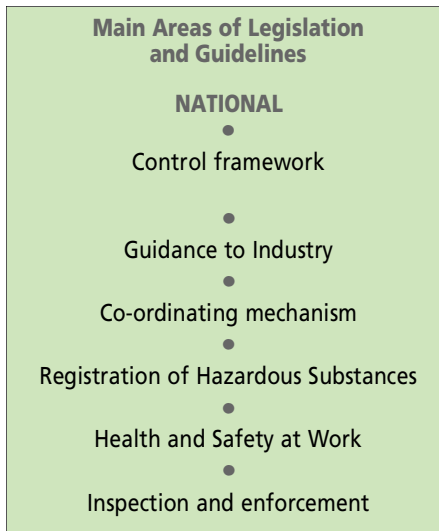 Main Areas of Legislation
and Guidelines
NATIONAL
•
Control framework
•
Guidance to Industry
•
Co-ordinating mechanism
•
Registration of Hazardous Substances
•
Health and Safety at Work
•
Inspection and enforcement